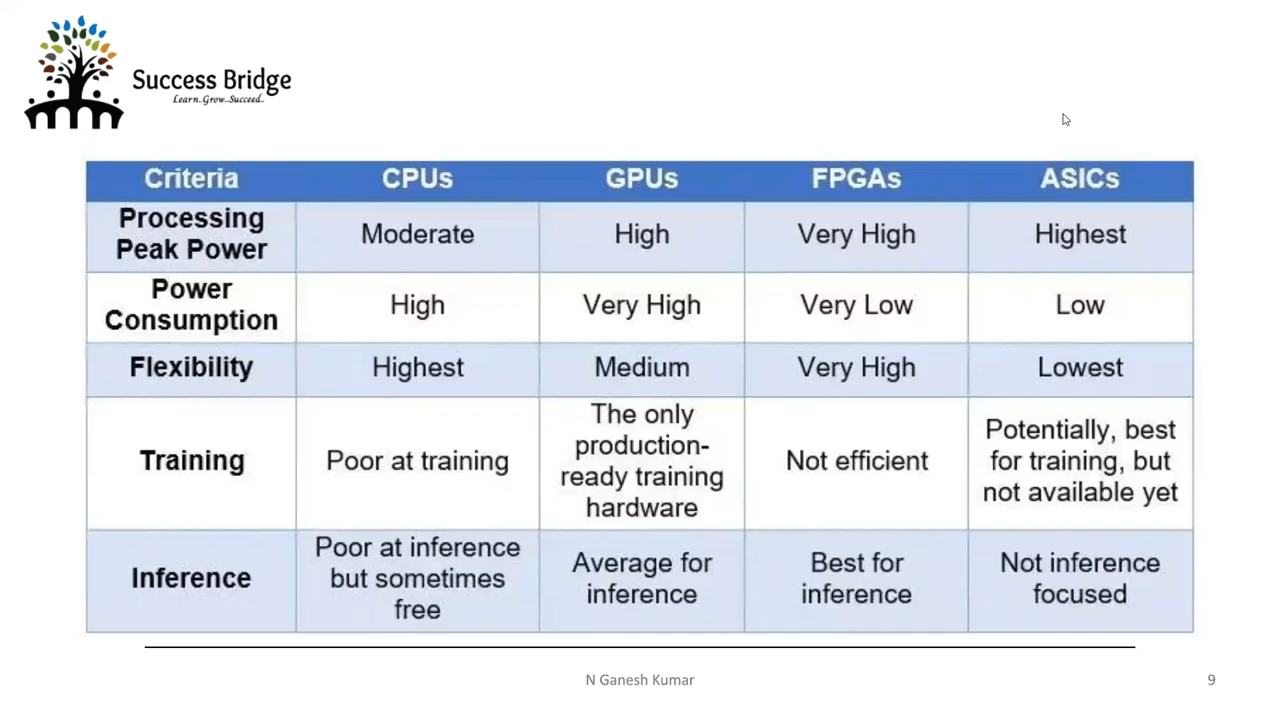 Success Bridge
Learn..Grow...Succeed..
Criteria
CPUs
GPUs
FPGAs
ASICs
Processing
Peak Power
Moderate
High
Very High
Highest
Power
Consumption
High
Very High
Very Low
Low
Flexibility
Highest
Medium
Very High
Lowest
Training
Poor at training
The only
production-
ready training
hardware
Not efficient
Potentially, best
for training, but
not available yet
Inference
Poor at inference
but sometimes
free
Average for
inference
Best for
inference
Not inference
focused
N Ganesh Kumar
9